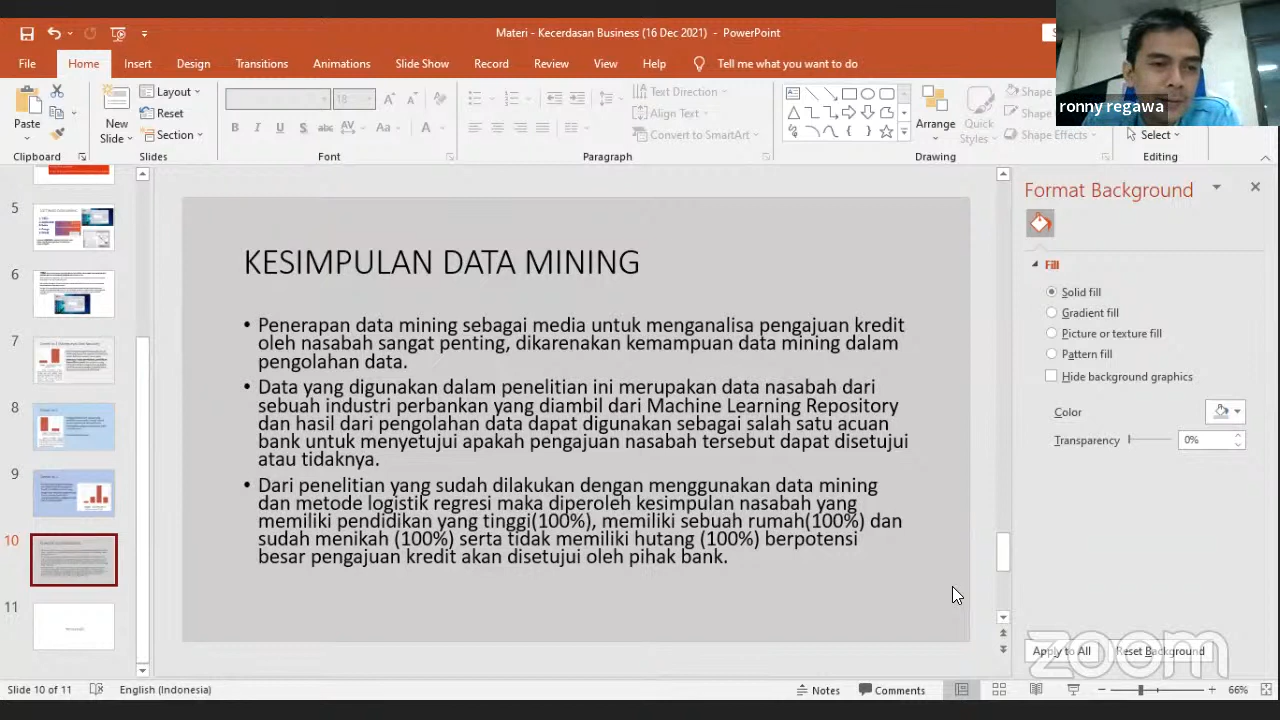 Materi - Kecerdasan Business (16 Dec 2021) - PowerPoint
File Home Insert Design Transitions Animations Slide Show Record Review View Help Tell me what you want to do
ronny regawa
Paste
New
Slide
Layout
Reset
Section
18
B I U S abc AV Aa A
Text Direction
Align Text
Convert to SmartArt
Arrange
Quick
Styles
Shape
Shape
Shape Effects
Select
Clipboard Slides Font Paragraph Drawing Editing
5
6
7
8
9
10
11
KESIMPULAN DATA MINING
• Penerapan data mining sebagai media untuk menganalisa pengajuan kredit
oleh nasabah sangat penting, dikarenakan kemampuan data mining dalam
pengolahan data.
• Data yang digunakan dalam penelitian ini merupakan data nasabah dari
sebuah industri perbankan yang diambil dari Machine Learning Repository
dan hasil dari pengolahan data dapat digunakan sebagai salah satu acuan
bank untuk menyetujui apakah pengajuan nasabah tersebut dapat disetujui
atau tidaknya.
• Dari penelitian yang sudah dilakukan dengan menggunakan data mining
dan metode logistik regresi maka diperoleh kesimpulan nasabah yang
memiliki pendidikan yang tinggi(100%), memiliki sebuah rumah(100%) dan
sudah menikah (100%) serta tidak memiliki hutang (100%) berpotensi
besar pengajuan kredit akan disetujui oleh pihak bank.
Format Background
Fill
Solid fill
Gradient fill
Picture or texture fill
Pattern fill
Hide background graphics
Color
Transparency 0%
Apply to All Reset Background
zoom
Slide 10 of 11 English (Indonesia) Notes Comments 66%